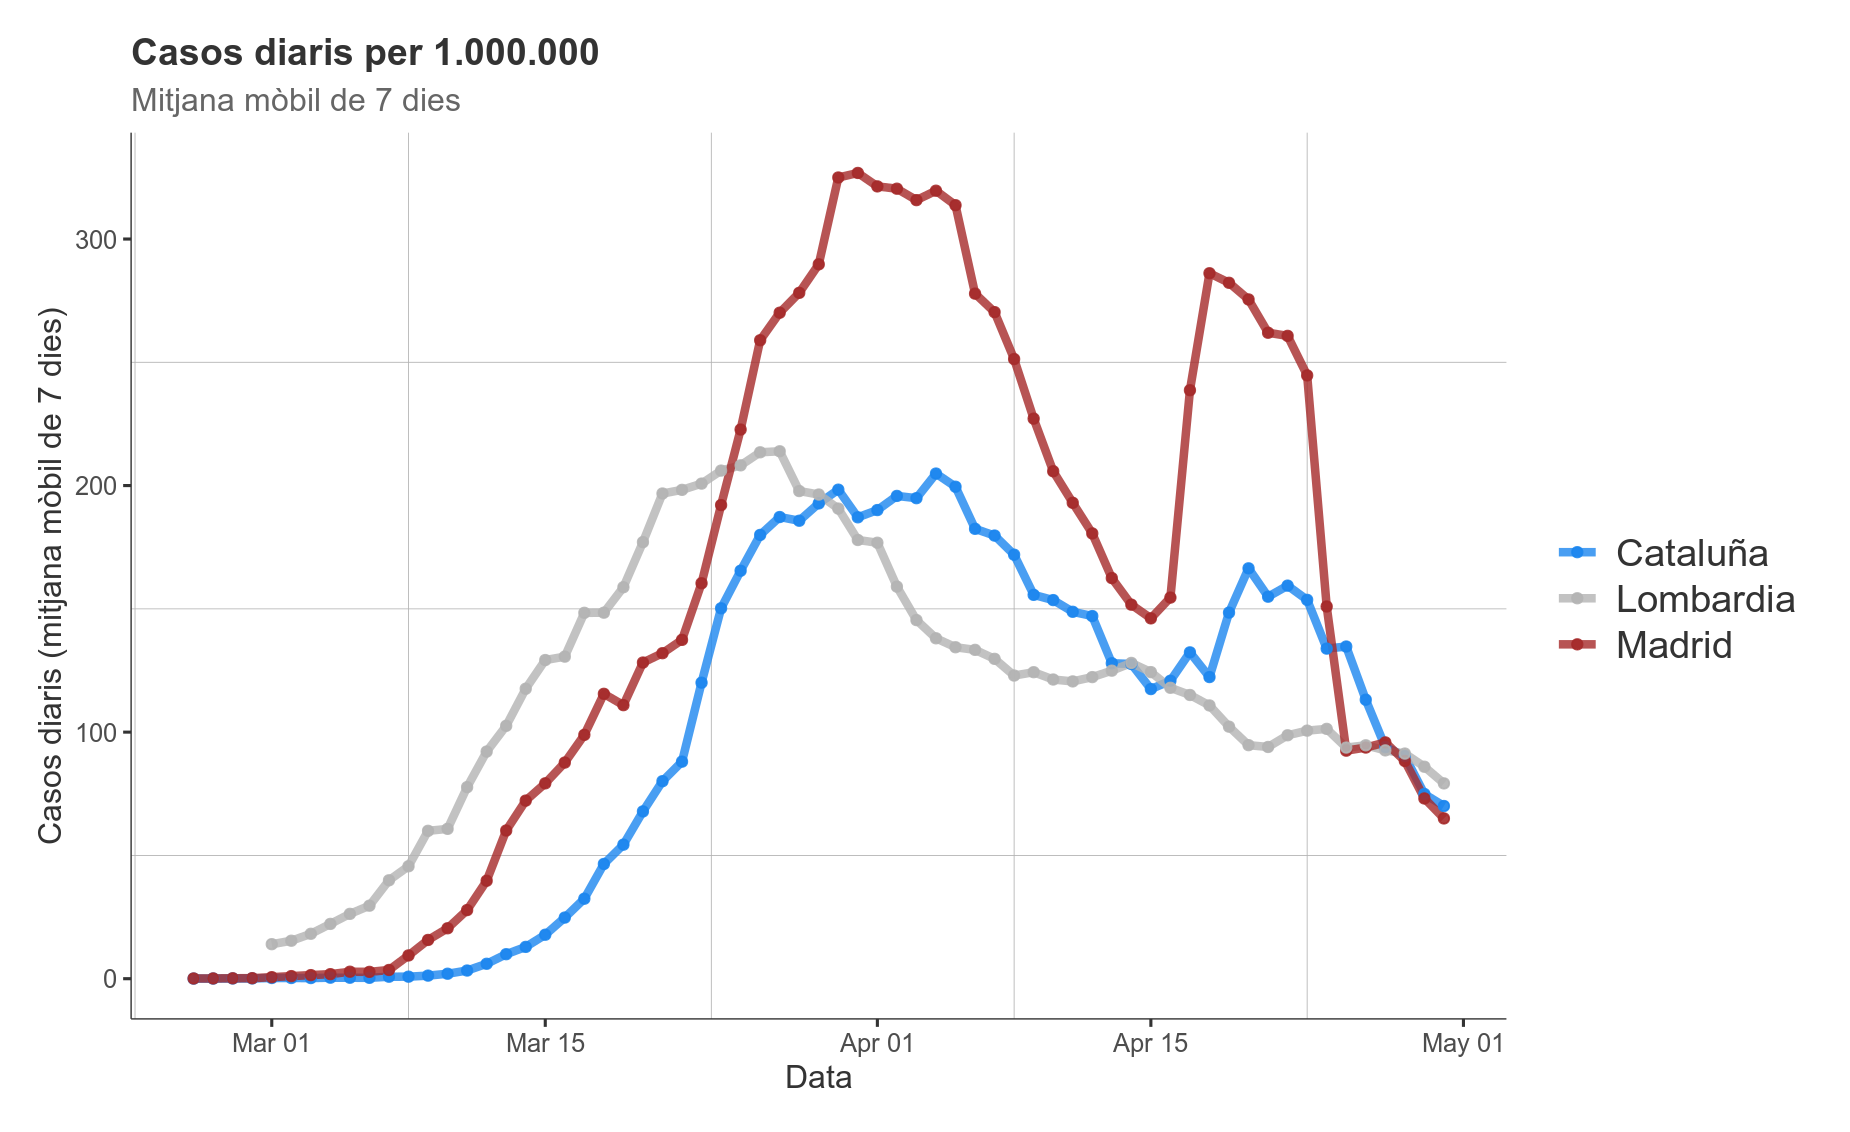 Casos diaris per 1.000.000
Mitjana mòbil de 7 dies
Casos diaris (mitjana mòbil de 7 dies)
300
200
100
0
Mar 01
Mar 15
Apr 01
Apr 15
May 01
Data
Cataluña
Lombardia
Madrid